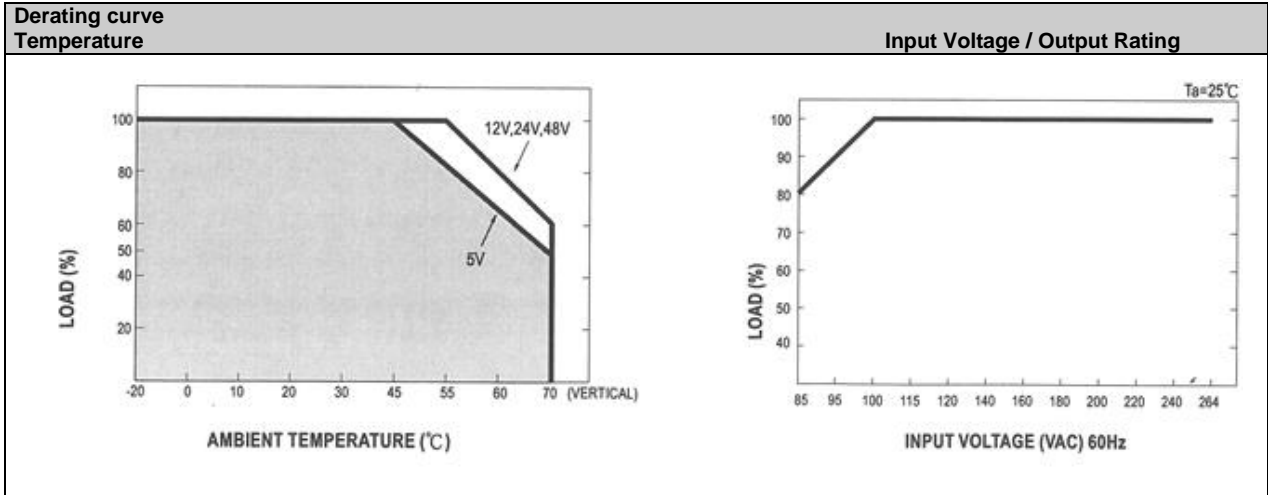 Derating curve
Temperature
Input Voltage / Output Rating
100
80
60
50
40
20
LOAD (%)
12V,24V,48V
5V
-20 0 10 20 30 45 55 60 70 (VERTICAL)
AMBIENT TEMPERATURE (℃)
Ta=25℃
100
90
80
70
60
50
40
LOAD (%)
85 95 100 115 120 140 160 180 200 220 240 264
INPUT VOLTAGE (VAC) 60Hz